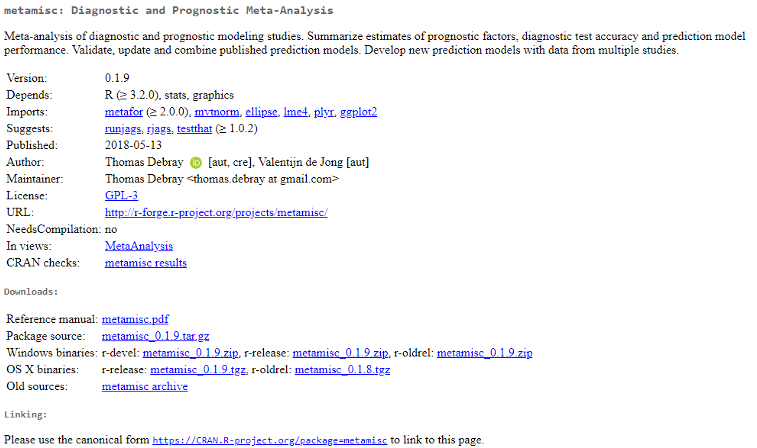 metamisc: Diagnostic and Prognostic Meta-Analysis
Meta-analysis of diagnostic and prognostic modeling studies. Summarize estimates of prognostic factors, diagnostic test accuracy and prediction model
performance. Validate, update and combine published prediction models. Develop new prediction models with data from multiple studies.
Version: 0.1.9
Depends: R (≥ 3.2.0), stats, graphics
Imports: metafor (≥ 2.0.0), mvtnorm, ellipse, lme4, plyr, ggplot2
Suggests: runjags, rjags, testthat (≥ 1.0.2)
Published: 2018-05-13
Author: Thomas Debray iD [aut, cre], Valentijn de Jong [aut]
Maintainer: Thomas Debray <thomas.debray at gmail.com>
License: GPL-3
URL: http://r-forge.r-project.org/projects/metamisc/
NeedsCompilation: no
In views: MetaAnalysis
CRAN checks: metamisc results
Downloads:
Reference manual: metamisc.pdf
Package source: metamisc_0.1.9.tar.gz
Windows binaries: r-devel: metamisc_0.1.9.zip, r-release: metamisc_0.1.9.zip, r-oldrel: metamisc_0.1.9.zip
OS X binaries: r-release: metamisc_0.1.9.tgz, r-oldrel: metamisc_0.1.8.tgz
Old sources: metamisc archive
Linking:
Please use the canonical form https://CRAN.R-project.org/package=metamisc to link to this page.